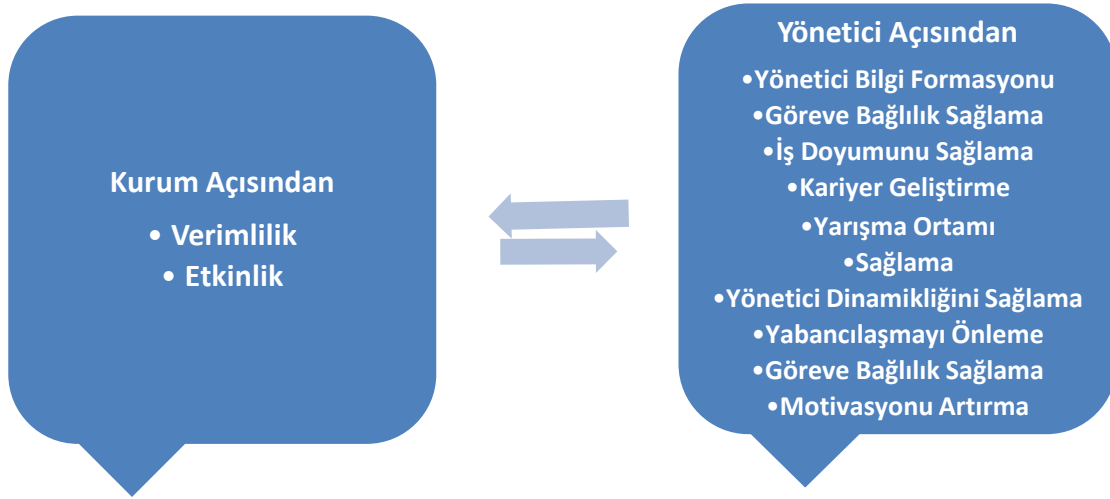 Kurum Açısından
• Verimlilik
• Etkinlik
Yönetici Açısından
•Yönetici Bilgi Formasyonu
•Göreve Bağlılık Sağlama
•İş Doyumunu Sağlama
•Kariyer Geliştirme
•Yarışma Ortamı
•Sağlama
•Yönetici Dinamikliğini Sağlama
•Yabancılaşmayı Önleme
•Göreve Bağlılık Sağlama
•Motivasyonu Artırma